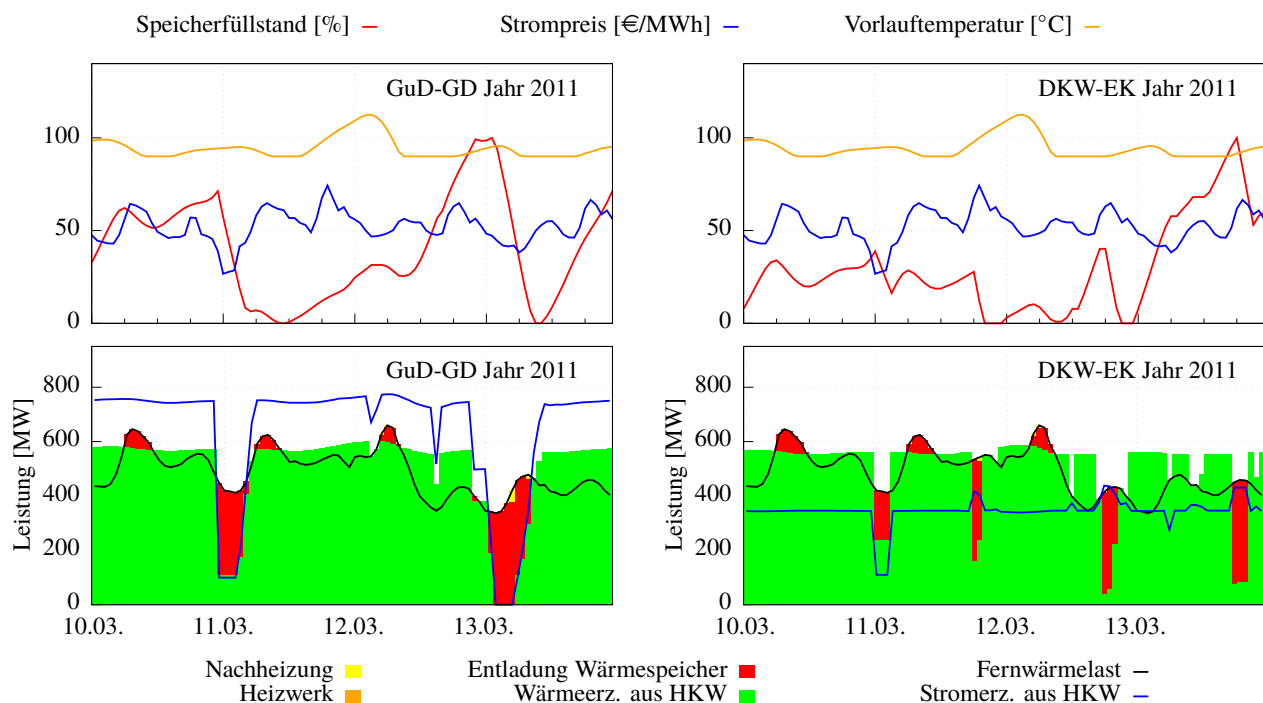 Speicherfüllstand [%] Strompreis [€/MWh] Vorlauftemperatur [°C]
GuD-GD Jahr 2011 DKW-EK Jahr 2011
100 100
50 50
0 0
GuD-GD Jahr 2011 DKW-EK Jahr 2011
800 800
600 600
400 400
200 200
0 0
Leistung [MW] Leistung [MW]
10.03. 11.03. 12.03. 13.03. 10.03. 11.03. 12.03. 13.03.
Nachheizung Entladung Wärmespeicher Fernwärmelast
Heizwerk Wärmeerz. aus HKW Stromerz. aus HKW